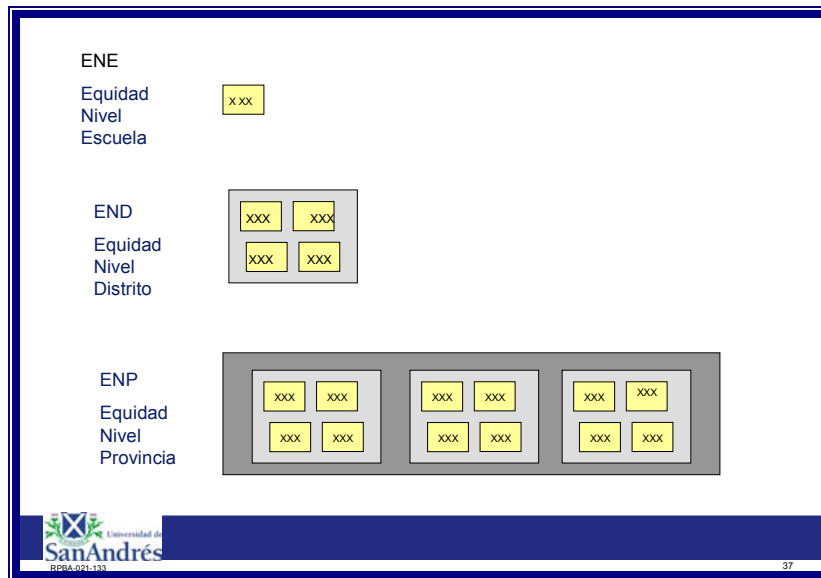 ENE
Equidad
Nivel
Escuela
x xx
END
Equidad
Nivel
Distrito
xxx xxx
xxx xxx
ENP
Equidad
Nivel
Provincia
xxx xxx xxx xxx xxx xxx
xxx xxx xxx xxx xxx xxx
Universidad de
SanAndrés
RPBA-021-133
37